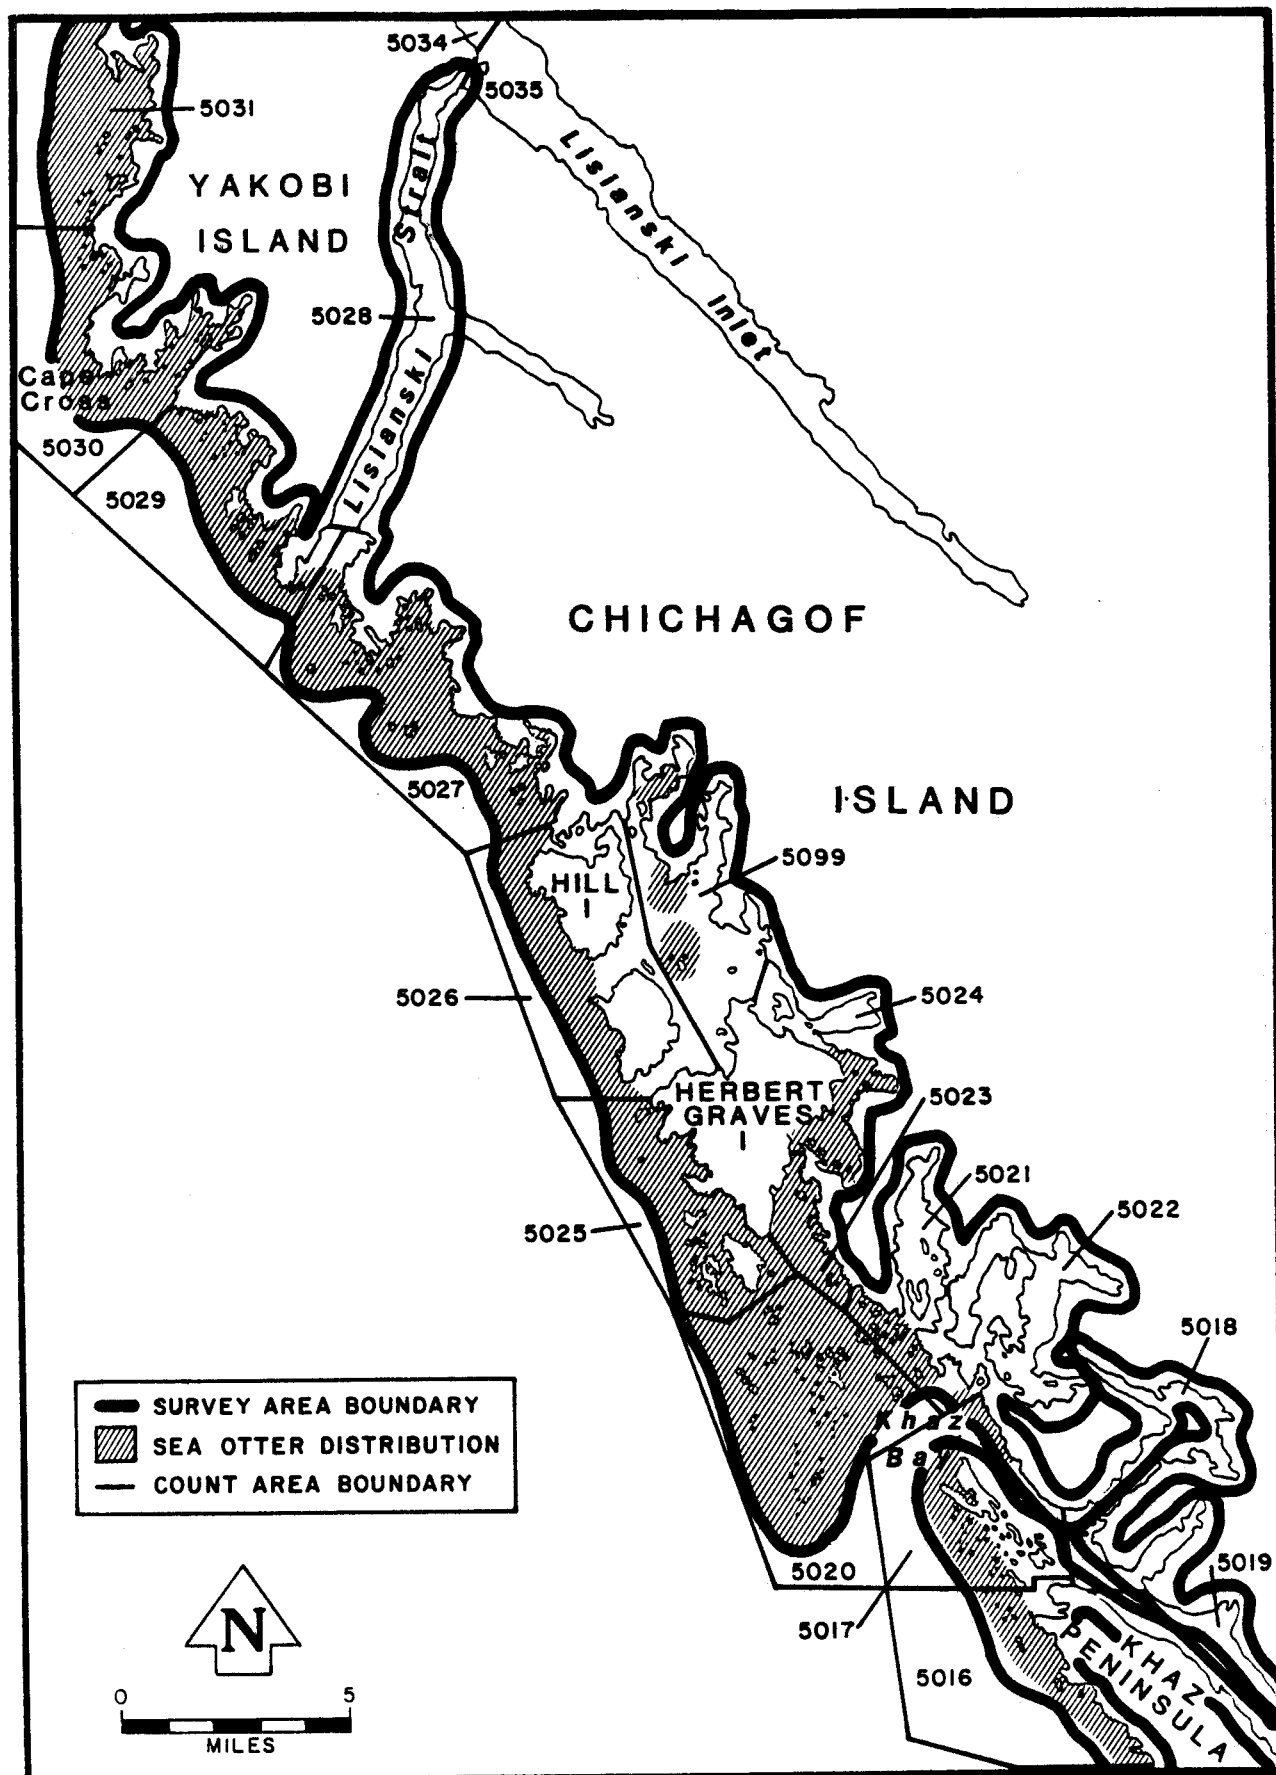 5034
5035
5031
YAKOBI
ISLAND
Lisianski Strait
Lisianski Inlet
5028
Cape
Cross
5030
5029
CHICHAGOF
ISLAND
5027
5099
HILL
I
5026
5024
HERBERT
GRAVES
I
5023
5021
5022
5025
5018
Khaz
Bay
SURVEY AREA BOUNDARY
SEA OTTER DISTRIBUTION
COUNT AREA BOUNDARY
5020
5019
5017
5016
KHAZ
PENINSULA
N
0 5
MILES